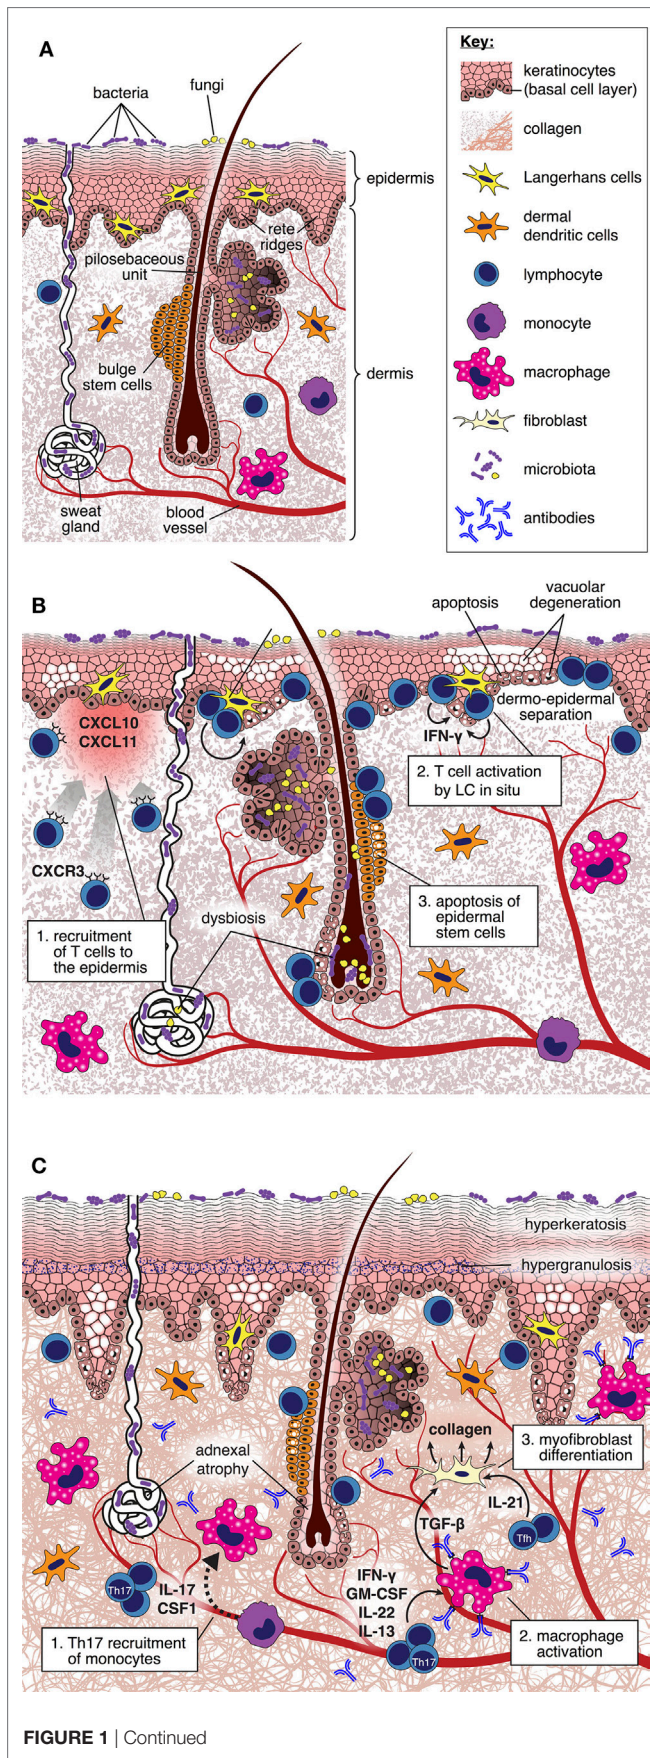 A
bacteria
fungi
epidermis
rete
ridges
pilosebaceous
unit
bulge
stem cells
dermis
sweat
gland
blood
vessel
Key:
keratinocytes
(basal cell layer)
collagen
Langerhans cells
dermal
dendritic cells
lymphocyte
monocyte
macrophage
fibroblast
microbiota
antibodies
B
apoptosis
vacuolar
degeneration
CXCL10
CXCL11
dermo-epidermal
separation
IFN-γ
2. T cell activation
by LC in situ
CXCR3
3. apoptosis of
epidermal
stem cells
dysbiosis
1. recruitment
of T cells to
the epidermis
C
hyperkeratosis
hypergranulosis
collagen
3. myofibroblast
differentiation
adnexal
atrophy
IL-21
TGF-β
Tfh
Th17
IL-17
CSF1
IFN-γ
GM-CSF
IL-22
IL-13
1. Th17 recruitment
of monocytes
2. macrophage
activation
Th17
FIGURE 1 | Continued